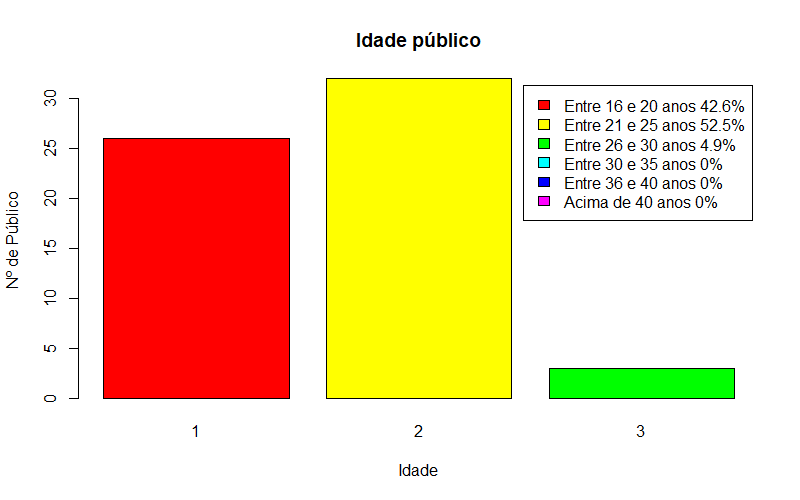 Idade público
Nº de Público
30
25
20
15
10
5
0
Entre 16 e 20 anos 42.6%
Entre 21 e 25 anos 52.5%
Entre 26 e 30 anos 4.9%
Entre 30 e 35 anos 0%
Entre 36 e 40 anos 0%
Acima de 40 anos 0%
1 2 3
Idade